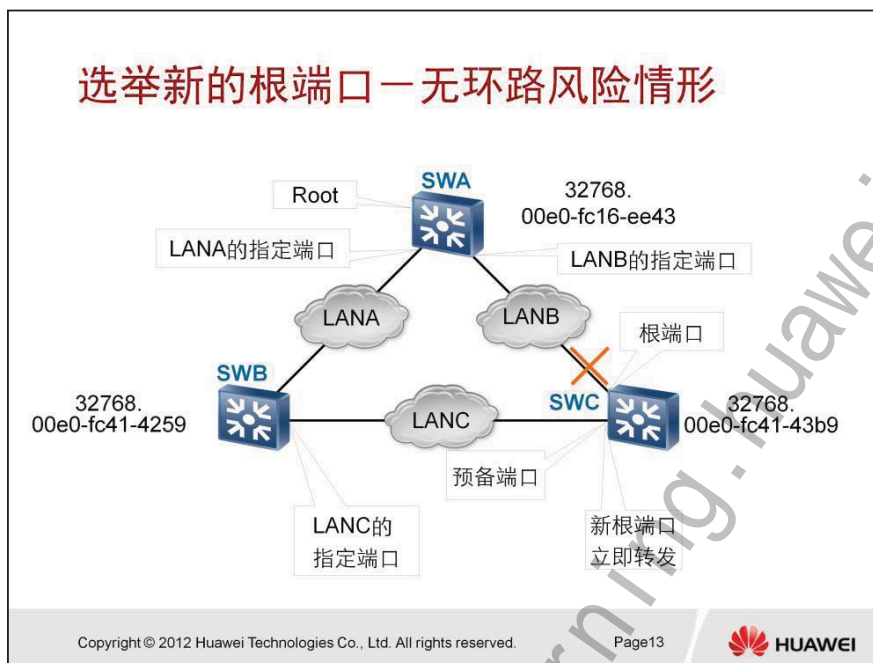 选举新的根端口－无环路风险情形
SWA
Root
32768.
00e0-fc16-ee43
LANA的指定端口
LANB的指定端口
LANA
LANB
根端口
SWB
SWC
32768.
00e0-fc41-4259
LANC
32768.
00e0-fc41-43b9
预备端口
LANC的
指定端口
新根端口
立即转发
Copyright © 2012 Huawei Technologies Co., Ltd. All rights reserved.
Page13
HUAWEI
rning.huawei.